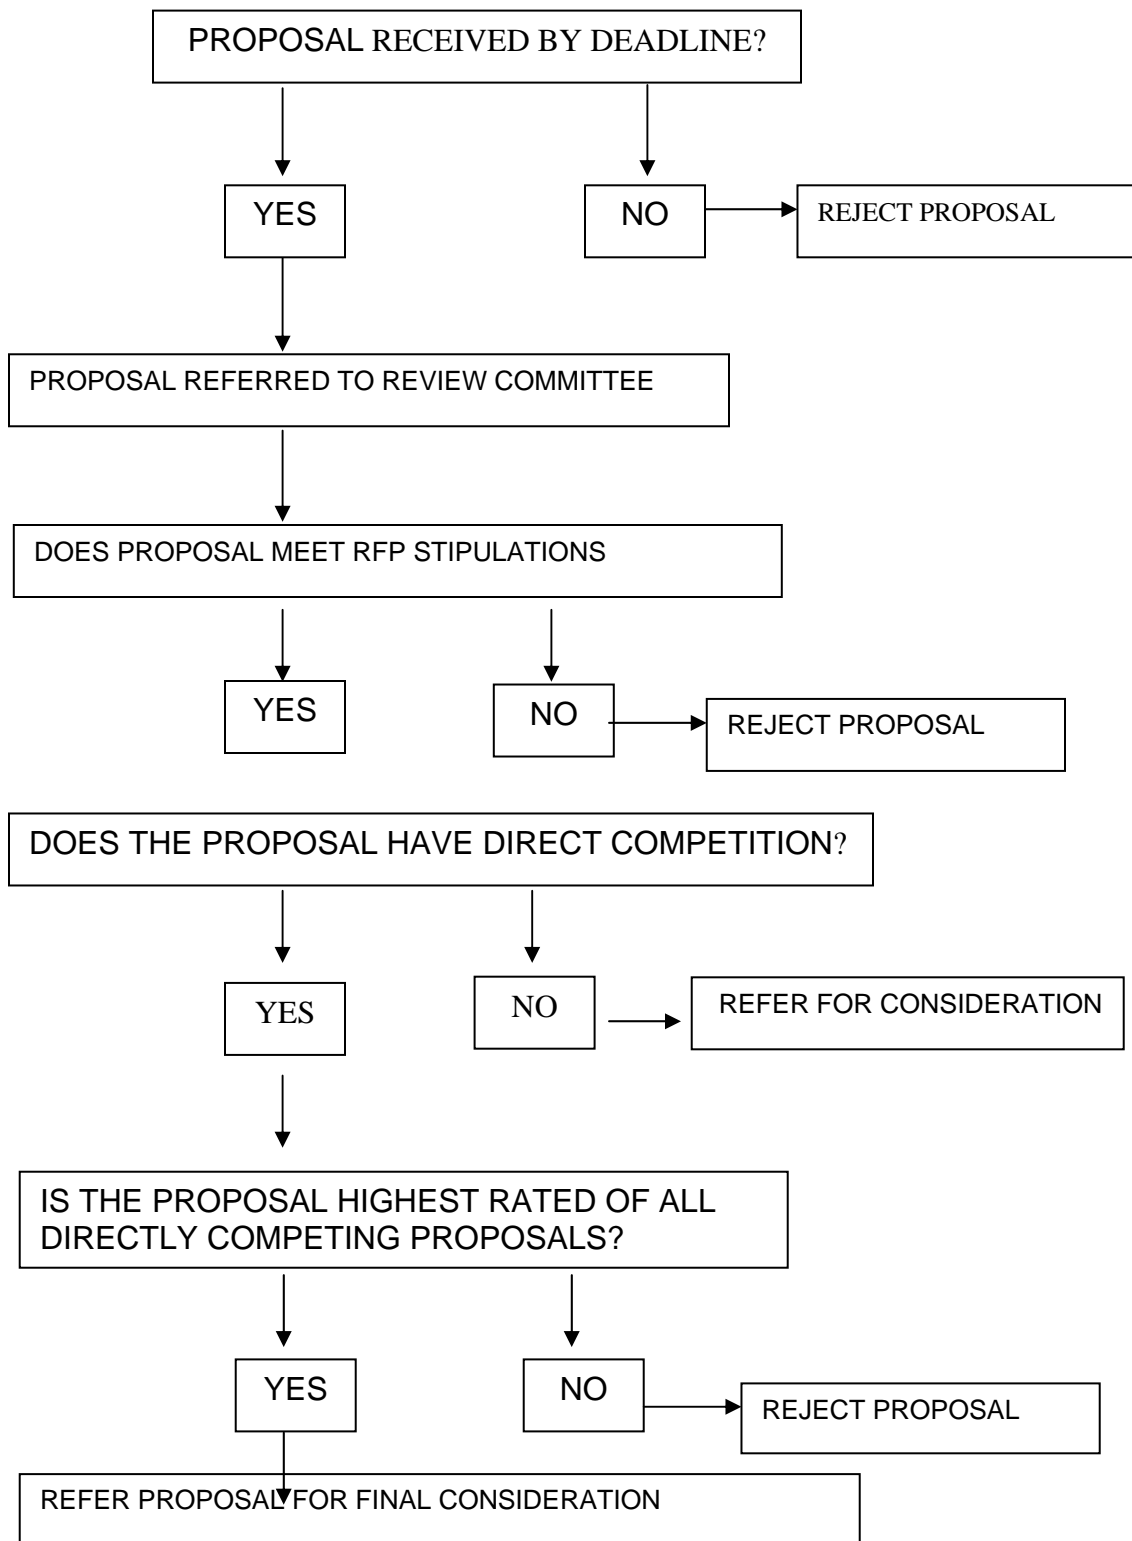 PROPOSAL RECEIVED BY DEADLINE?
YES
NO
REJECT PROPOSAL
PROPOSAL REFERRED TO REVIEW COMMITTEE
DOES PROPOSAL MEET RFP STIPULATIONS
YES
NO
REJECT PROPOSAL
DOES THE PROPOSAL HAVE DIRECT COMPETITION?
YES
NO
REFER FOR CONSIDERATION
IS THE PROPOSAL HIGHEST RATED OF ALL
DIRECTLY COMPETING PROPOSALS?
YES
NO
REJECT PROPOSAL
REFER PROPOSAL FOR FINAL CONSIDERATION